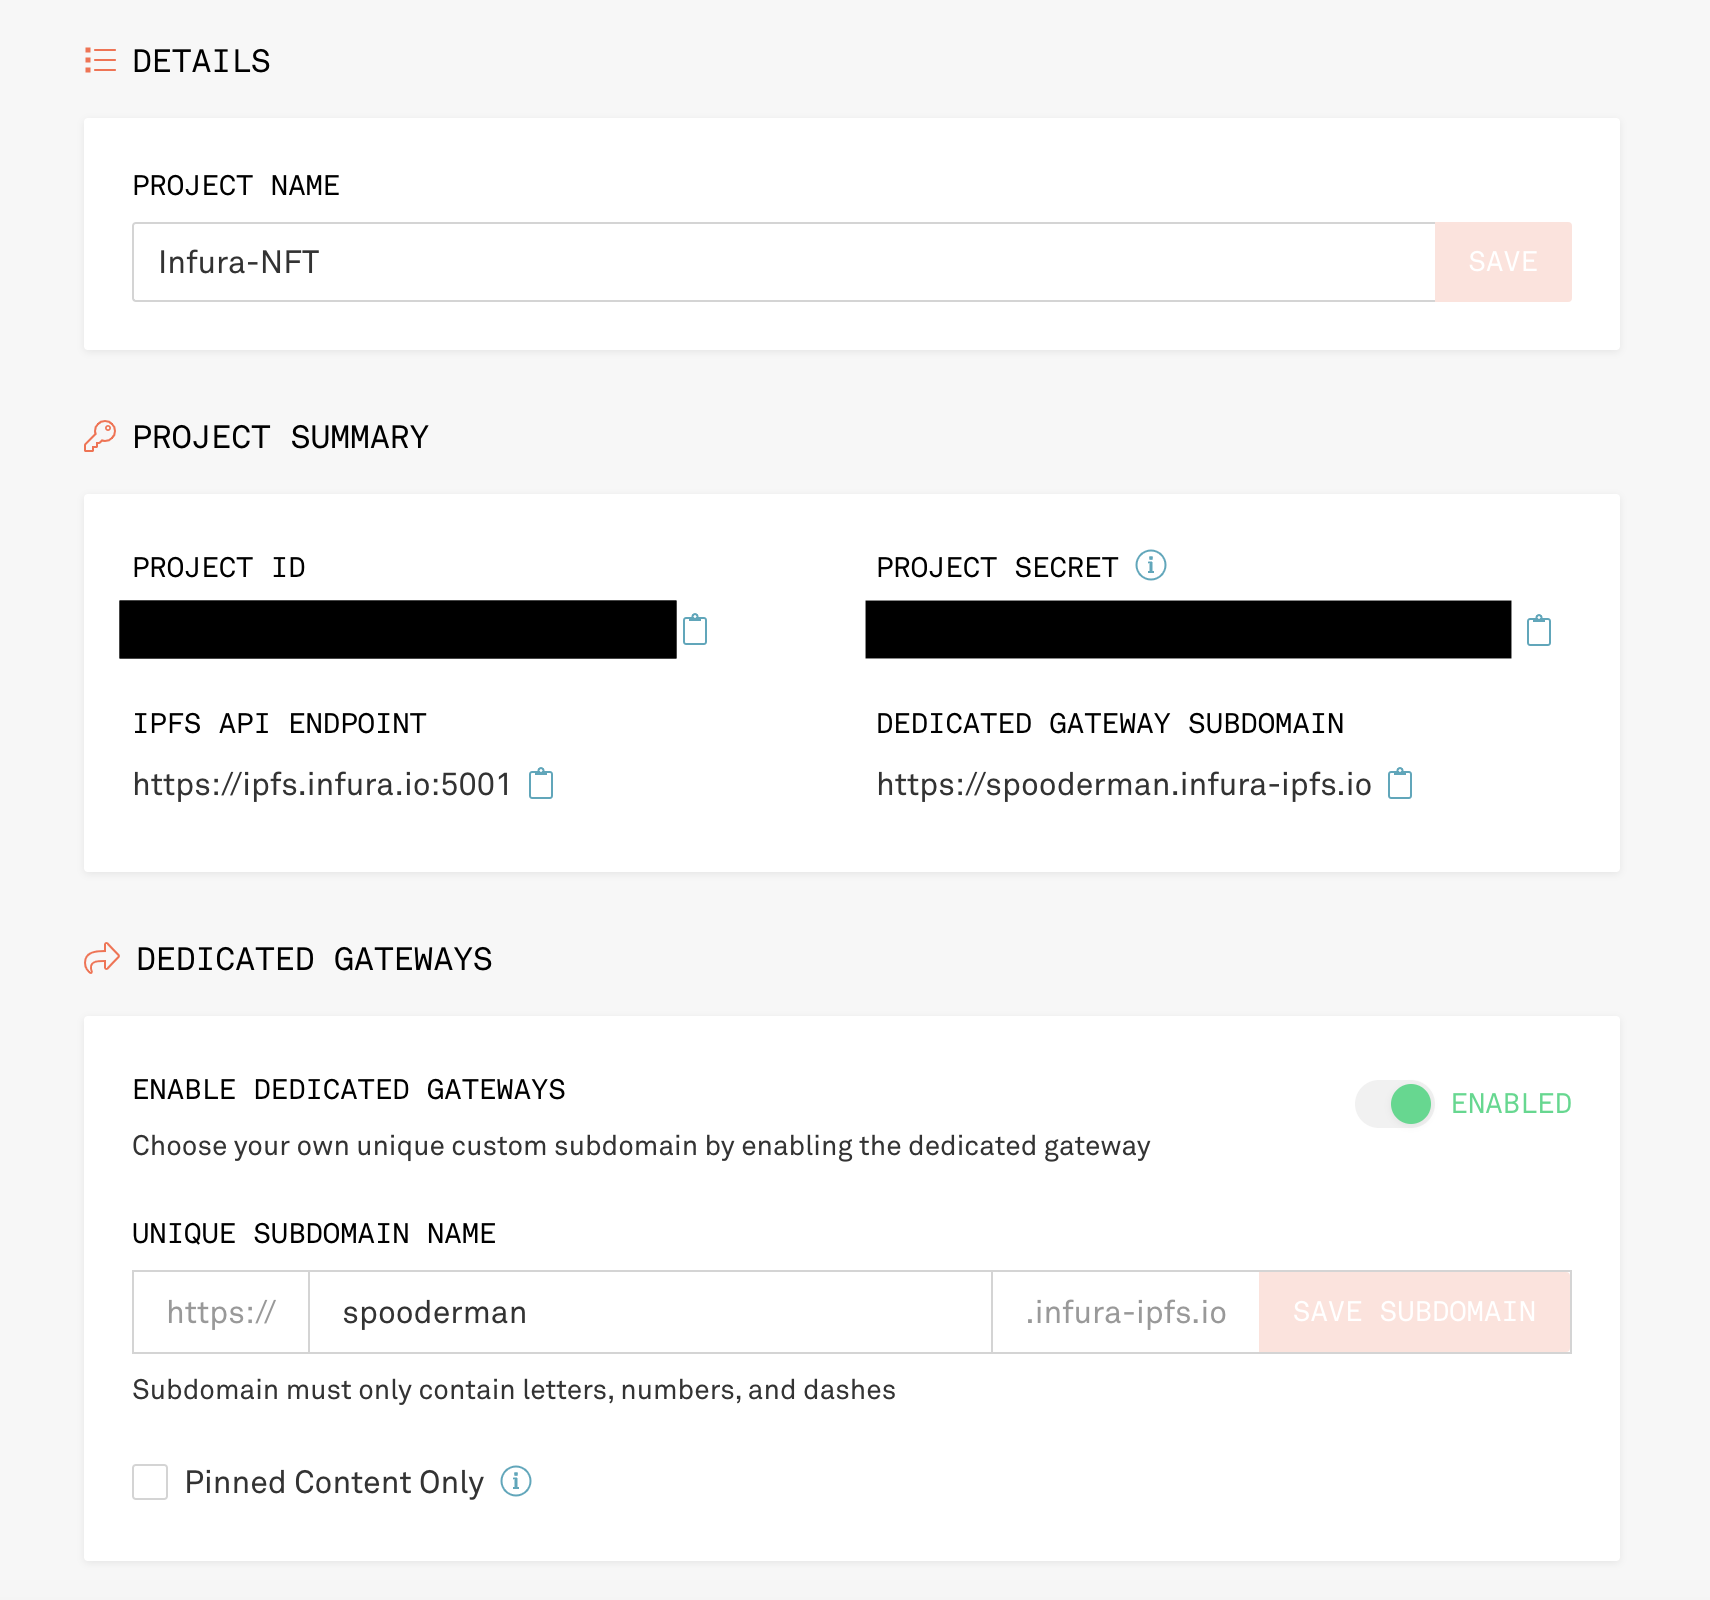 DETAILS
PROJECT NAME
Infura-NFT
SAVE
PROJECT SUMMARY
PROJECT ID
PROJECT SECRET
IPFS API ENDPOINT
https://ipfs.infura.io:5001
DEDICATED GATEWAY SUBDOMAIN
https://spooderman.infura-ipfs.io
DEDICATED GATEWAYS
ENABLE DEDICATED GATEWAYS
ENABLED
Choose your own unique custom subdomain by enabling the dedicated gateway
UNIQUE SUBDOMAIN NAME
https:// spooderman .infura-ipfs.io SAVE SUBDOMAIN
Subdomain must only contain letters, numbers, and dashes
Pinned Content Only